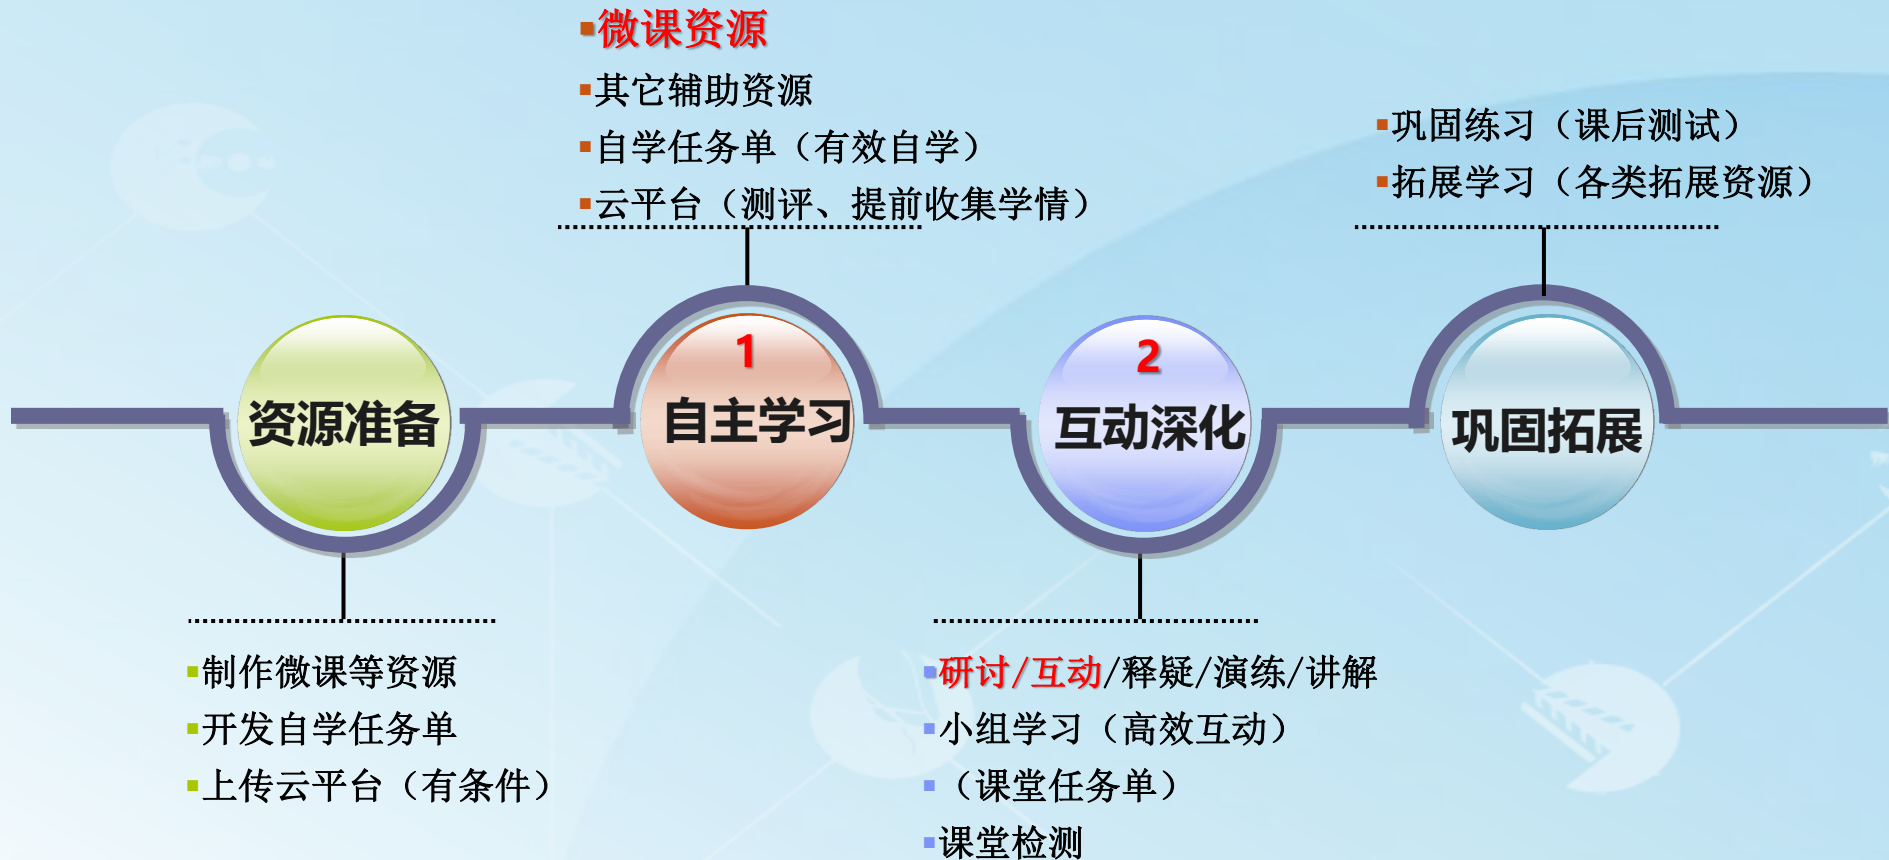 微课资源
其它辅助资源
自学任务单（有效自学）
云平台（测评、提前收集学情）
巩固练习（课后测试）
拓展学习（各类拓展资源）
资源准备
1
自主学习
2
互动深化
巩固拓展
制作微课等资源
开发自学任务单
上传云平台（有条件）
研讨/互动/释疑/演练/讲解
小组学习（高效互动）
（课堂任务单）
课堂检测